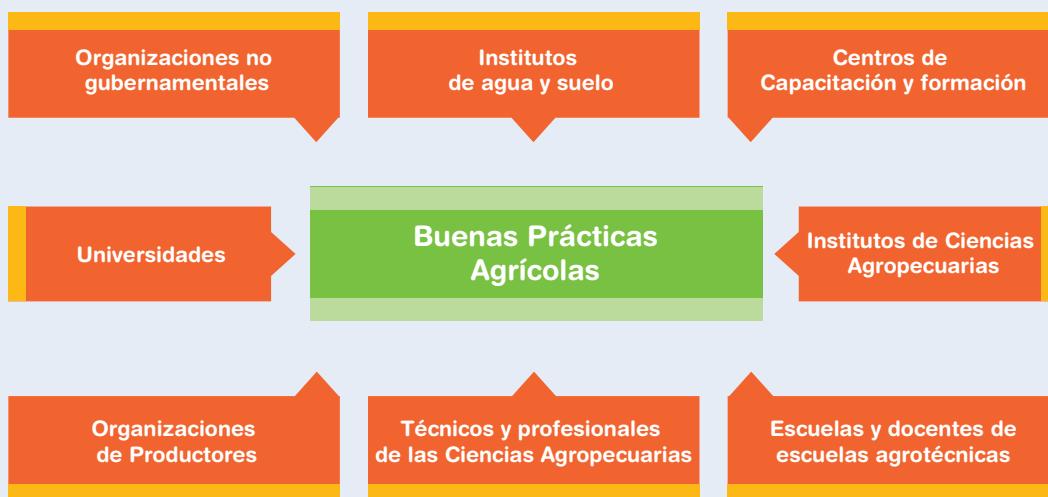 Organizaciones no
gubernamentales
Institutos
de agua y suelo
Centros de
Capacitación y formación
Universidades
Buenas Prácticas
Agrícolas
Institutos de Ciencias
Agropecuarias
Organizaciones
de Productores
Técnicos y profesionales
de las Ciencias Agropecuarias
Escuelas y docentes de
escuelas agrotécnicas